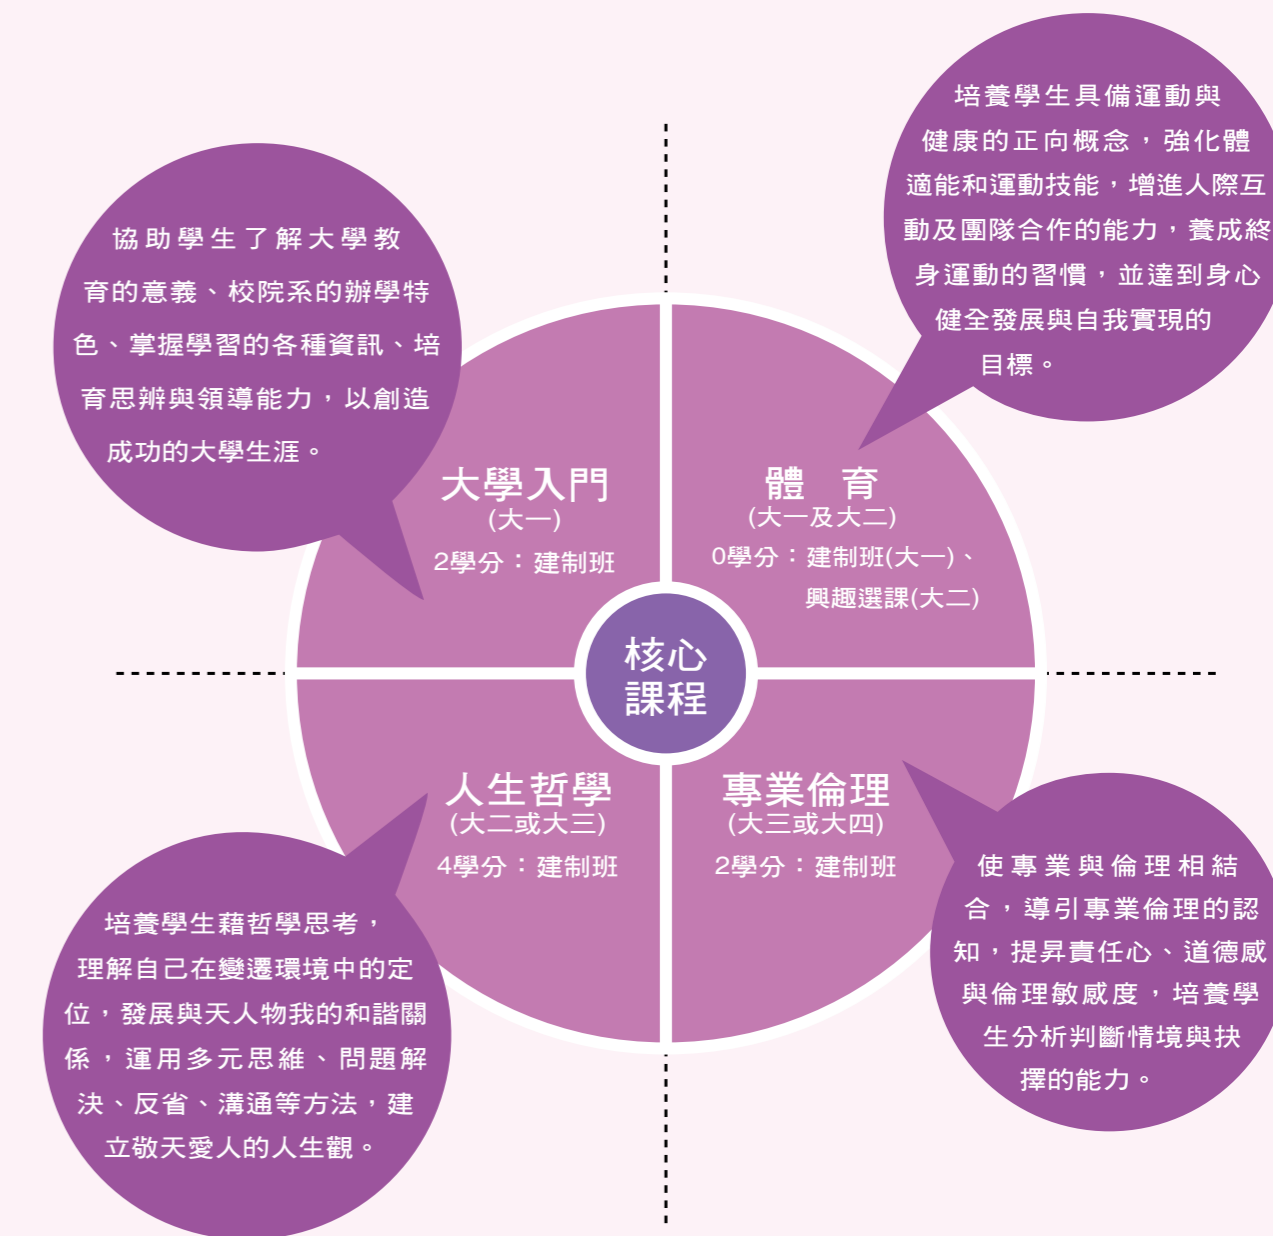 協助學生了解大學教
育的意義、校院系的辦學特
色、掌握學習的各種資訊、培
育思辨與領導能力，以創造
成功的大學生涯。
培養學生具備運動與
健康的正向概念，強化體
適能和運動技能，增進人際互
動及團隊合作的能力，養成終
身運動的習慣，並達到身心
健全發展與自我實現的
目標。
大學入門
(大一)
2學分：建制班
體 育
(大一及大二)
0學分：建制班(大一)、
興趣選課(大二)
核心
課程
人生哲學
(大二或大三)
4學分：建制班
專業倫理
(大三或大四)
2學分：建制班
培養學生藉哲學思考，
理解自己在變遷環境中的定
位，發展與天人物我的和諧關
係，運用多元思維、問題解
決、反省、溝通等方法，建
立敬天愛人的人生觀。
使專業與倫理相結
合，導引專業倫理的認
知，提昇責任心、道德感
與倫理敏感度，培養學
生分析判斷情境與抉
擇的能力。